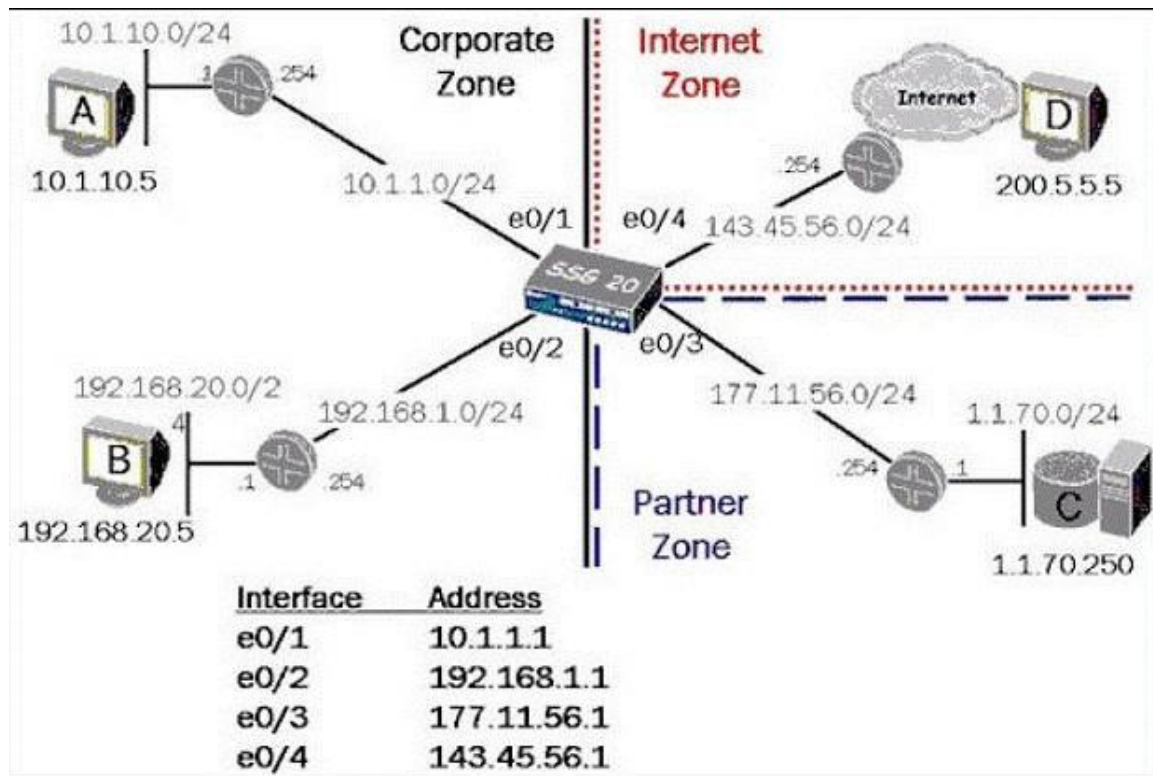 10.1.10.0/24
.1
.254
A
10.1.10.5
Corporate
Zone
Internet
Zone
Internet
D
200.5.5.5
.254
10.1.1.0/24
e0/1
e0/4
143.45.56.0/24
SSG 20
e0/2
e0/3
192.168.20.0/2
4
192.168.1.0/24
B
.1
.254
192.168.20.5
177.11.56.0/24
1.1.70.0/24
.254
.1
C
1.1.70.250
Partner
Zone
Interface Address
e0/1 10.1.1.1
e0/2 192.168.1.1
e0/3 177.11.56.1
e0/4 143.45.56.1